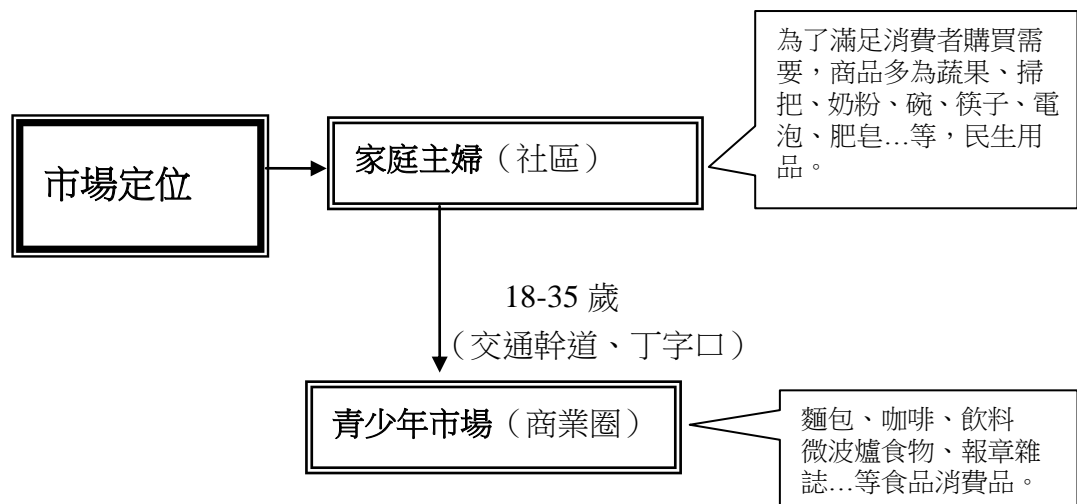 為了滿足消費者購買需
要，商品多為蔬果、掃
把、奶粉、碗、筷子、電
泡、肥皂…等，民生用
品。
市場定位
家庭主婦（社區）
18-35 歲
（交通幹道、丁字口）
青少年市場（商業圈）
麵包、咖啡、飲料
微波爐食物、報章雜
誌…等食品消費品。